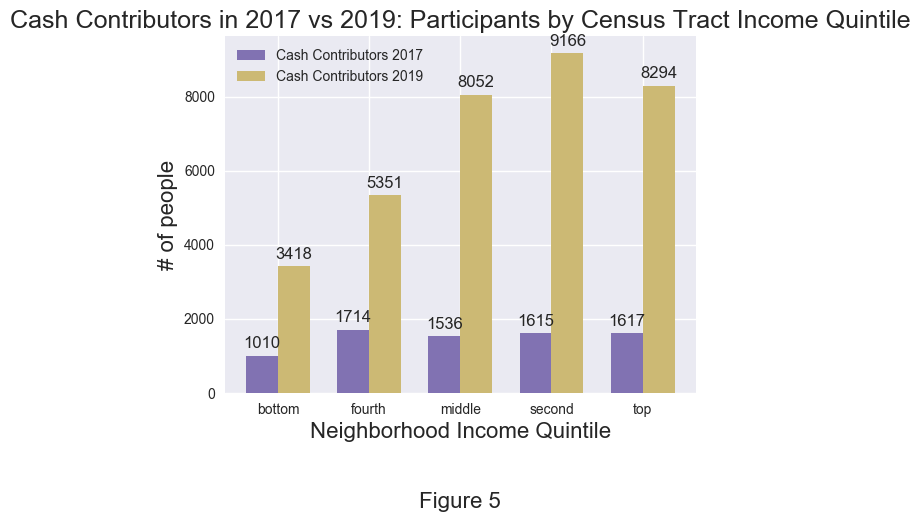 Cash Contributors in 2017 vs 2019: Participants by Census Tract Income Quintile
Cash Contributors 2017
Cash Contributors 2019
# of people
8000
6000
4000
2000
0
1010
3418
1714
5351
1536
8052
1615
9166
1617
8294
bottom fourth middle second top
Neighborhood Income Quintile
Figure 5